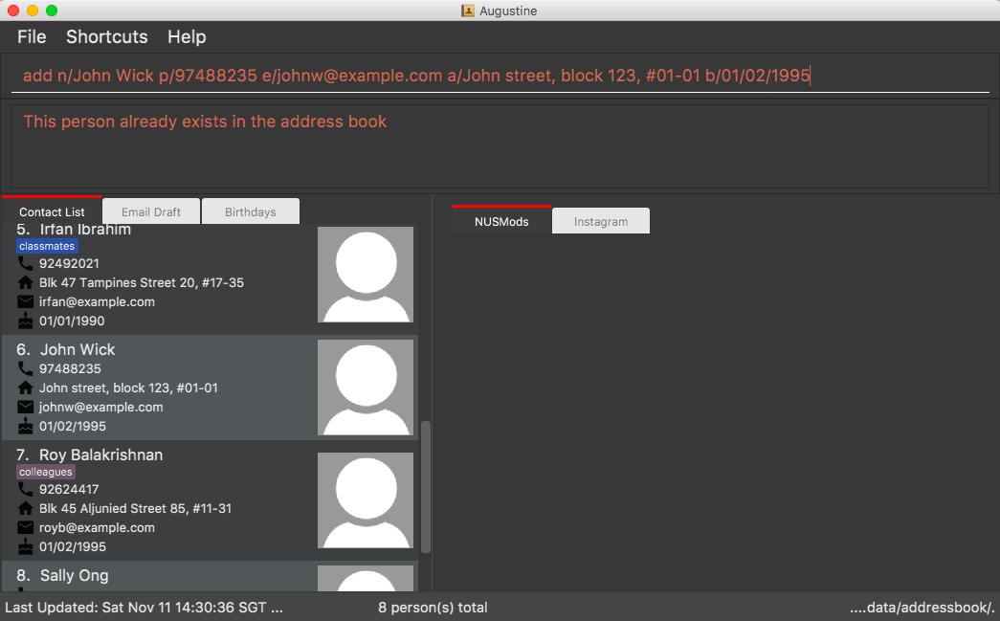 Augustine
File Shortcuts Help
add n/John Wick p/97488235 e/johnw@example.com a/John street, block 123, #01-01 b/01/02/1995
This person already exists in the address book
Contact List Email Draft Birthdays
NUSMods Instagram
5. Irfan Ibrahim
classmates
92492021
Blk 47 Tampines Street 20, #17-35
irfan@example.com
01/01/1990
6. John Wick
97488235
John street, block 123, #01-01
johnw@example.com
01/02/1995
7. Roy Balakrishnan
colleagues
92624417
Blk 45 Aljunied Street 85, #11-31
royb@example.com
01/02/1995
8. Sally Ong
Last Updated: Sat Nov 11 14:30:36 SGT ... 8 person(s) total ....data/addressbook/.